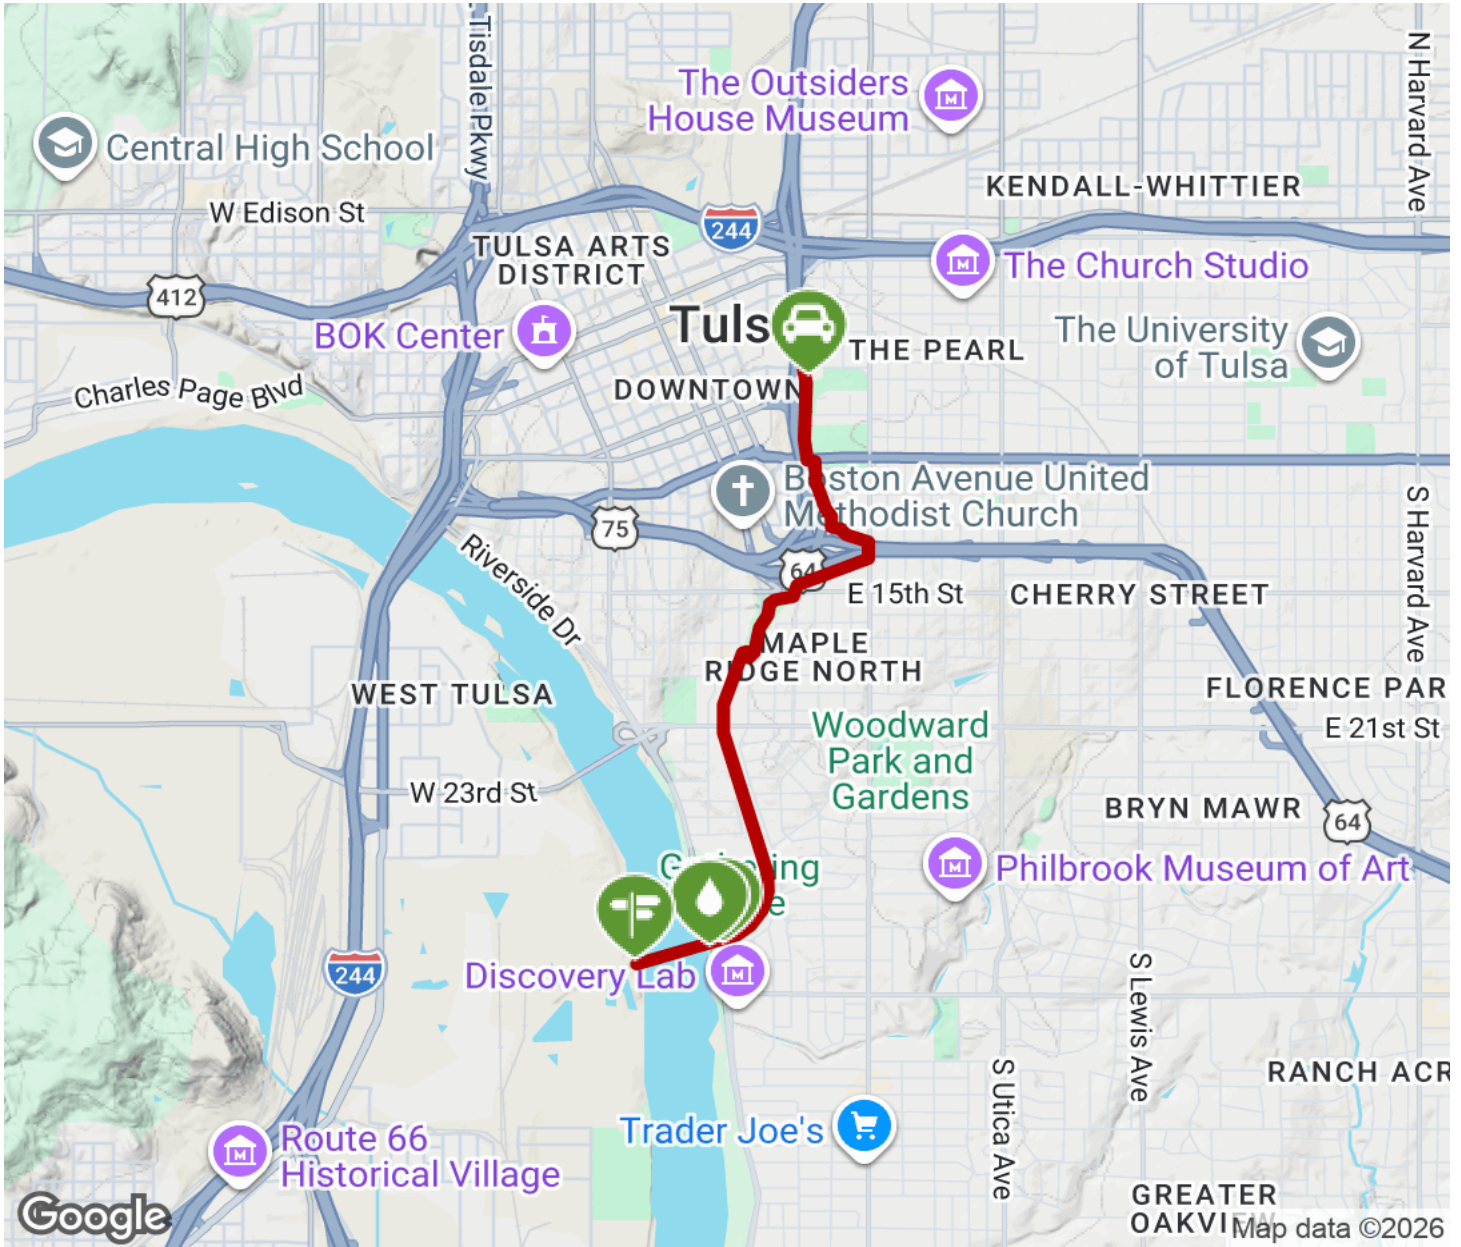 Tisdale Pkwy
The Outsiders
House Museum
N Harvard Ave
Central High School
KENDALL-WHITTIER
W Edison St
244
TULSA ARTS
DISTRICT
The Church Studio
412
BOK Center
Tuls
THE PEARL
The University
of Tulsa
DOWNTOWN
Charles Page Blvd
Boston Avenue United
Methodist Church
S Harvard Ave
75
Riverside Dr
64
E 15th St
CHERRY STREET
MAPLE
RIDGE NORTH
WEST TULSA
FLORENCE PAR
E 21st St
Woodward
Park and
Gardens
W 23rd St
BRYN MAWR
64
Philbrook Museum of Art
244
Discovery Lab
S Lewis Ave
S Utica Ave
RANCH ACR
Trader Joe's
Route 66
Historical Village
GREATER
OAKVIEW
Google
Map data ©2026